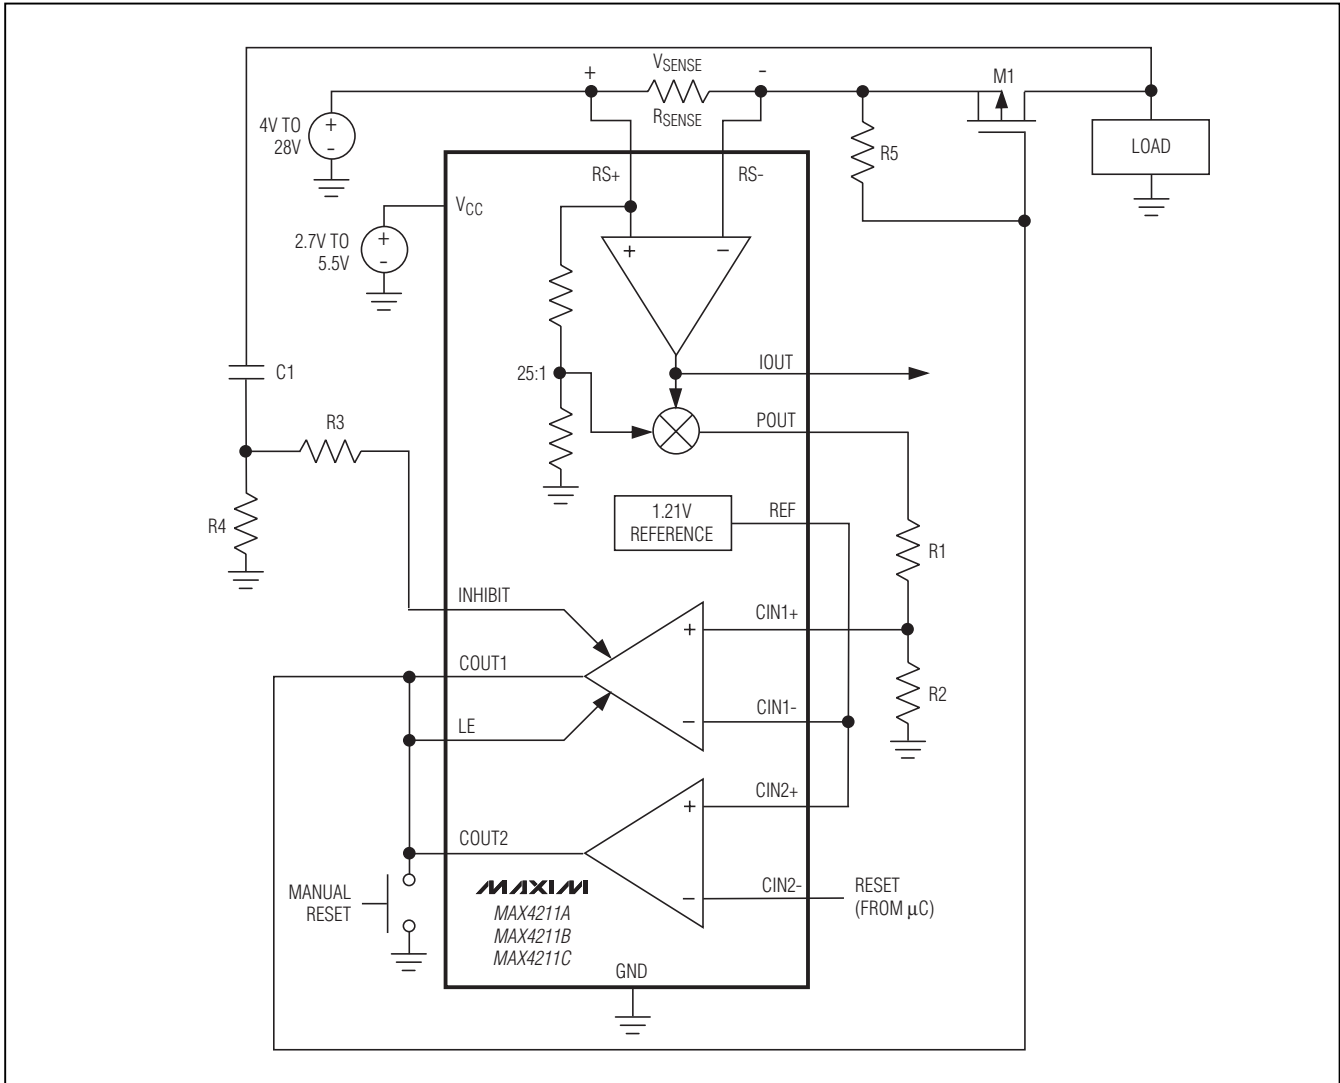 +
VSENSE
-
M1
4V TO
28V
+
-
RSENSE
R5
LOAD
RS+
RS-
VCC
2.7V TO
5.5V
+
-
+
−
C1
25:1
IOUT
R3
POUT
R4
1.21V
REFERENCE
REF
R1
INHIBIT
CIN1+
+
COUT1
R2
LE
CIN1-
−
CIN2+
+
COUT2
MANUAL
RESET
MAXIM
MAX4211A
MAX4211B
MAX4211C
CIN2-
−
RESET
(FROM µC)
GND